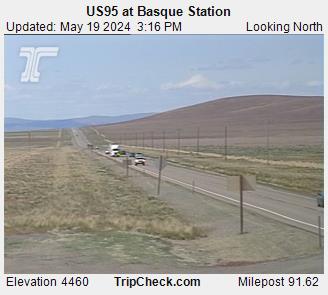 US95 at Basque Station
Updated: May 19 2024 3:16 PM Looking North
Elevation 4460 TripCheck.com Milepost 91.62